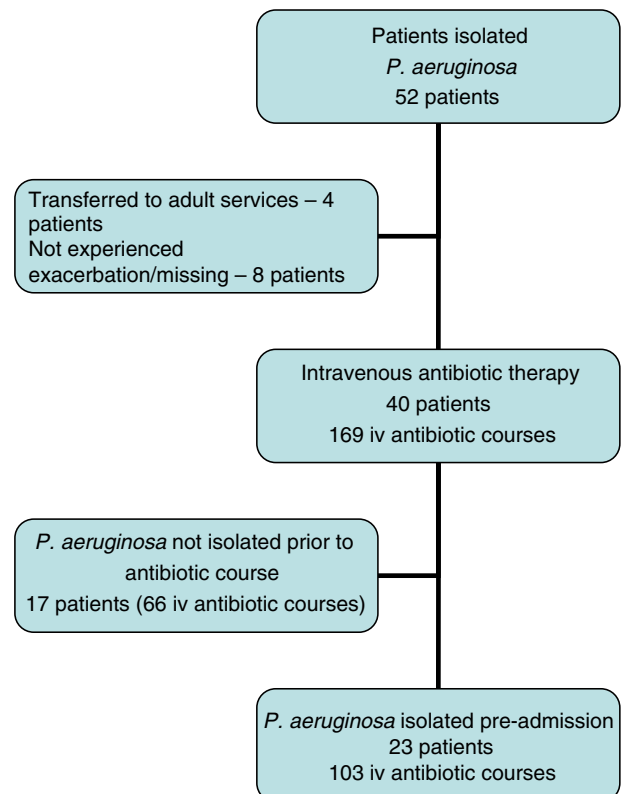 Patients isolated
P. aeruginosa
52 patients
Transferred to adult services – 4
patients
Not experienced
exacerbation/missing – 8 patients
Intravenous antibiotic therapy
40 patients
169 iv antibiotic courses
P. aeruginosa not isolated prior to
antibiotic course
17 patients (66 iv antibiotic courses)
P. aeruginosa isolated pre-admission
23 patients
103 iv antibiotic courses